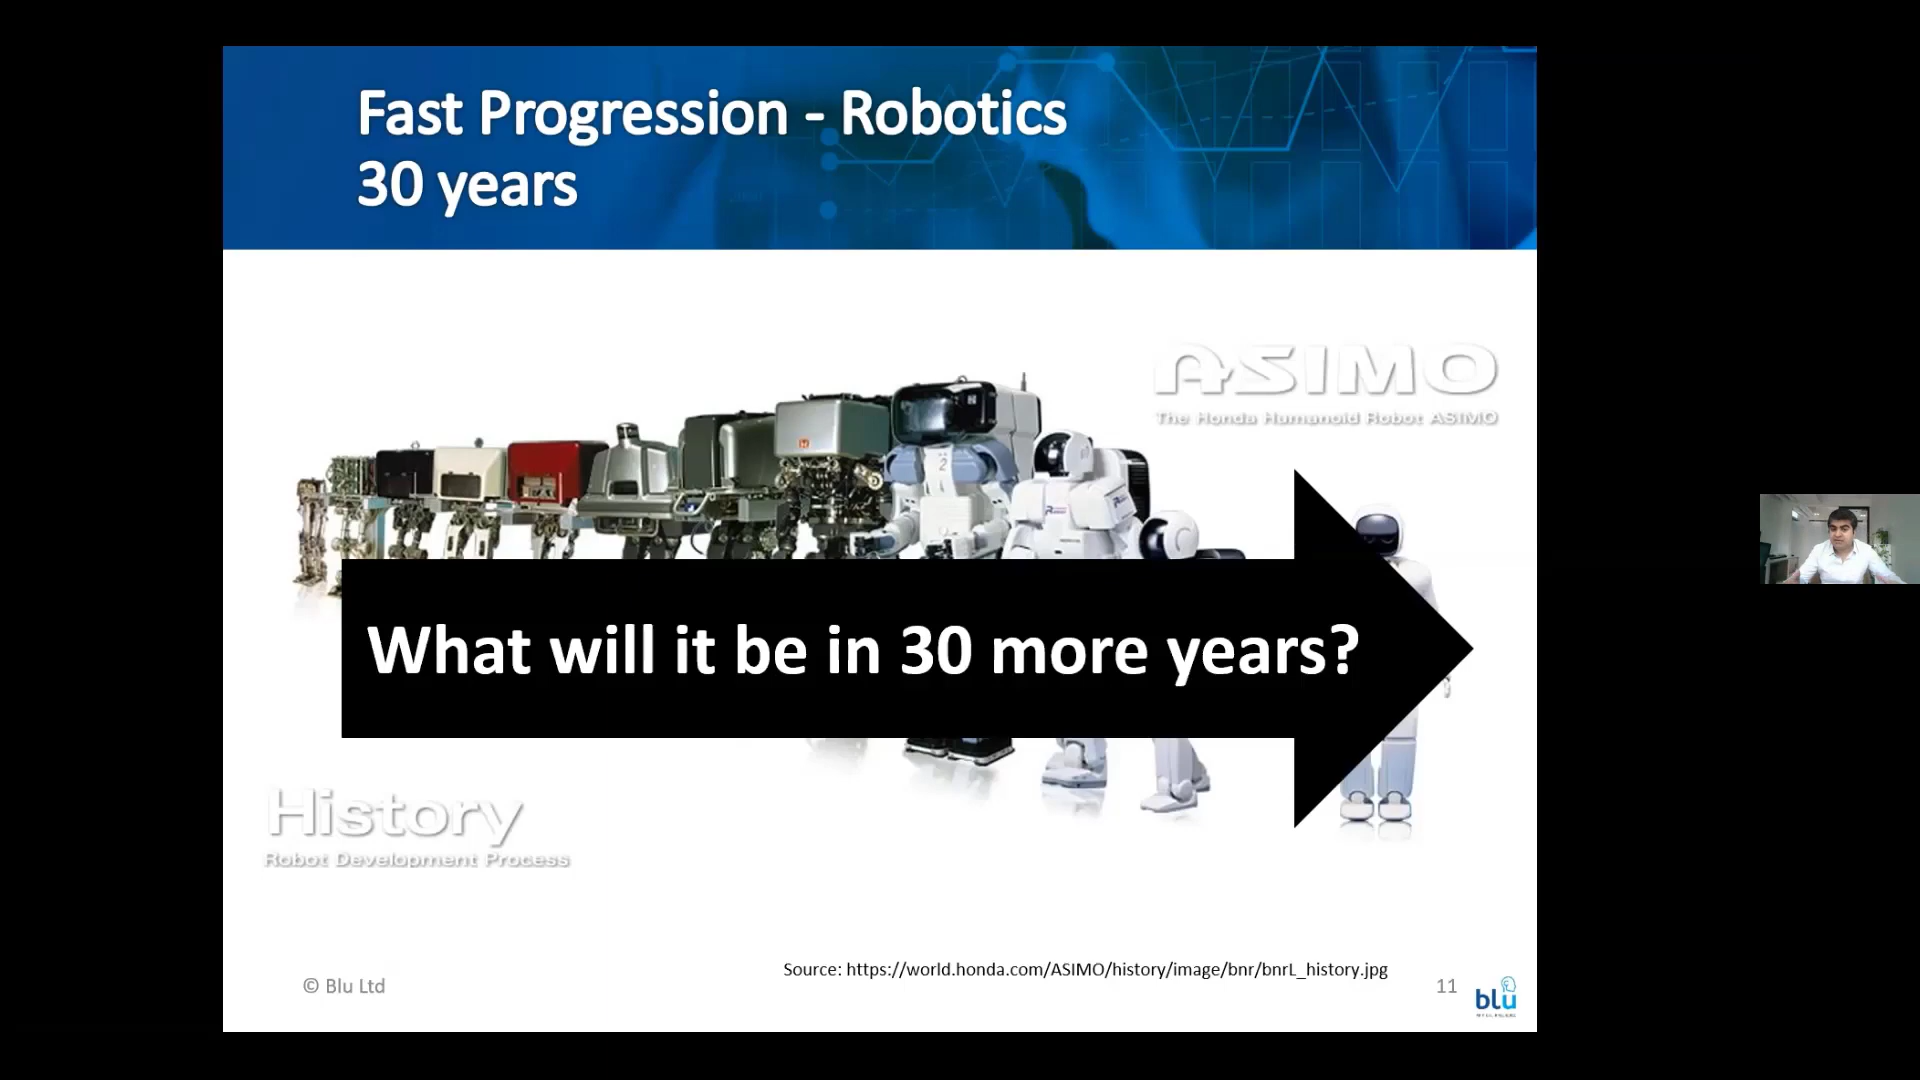 Fast Progression - Robotics
30 years
ASIMO
The Honda Humanoid Robot ASIMO
What will it be in 30 more years?
History
Robot Development Process
Source: https://world.honda.com/ASIMO/history/image/bnr/bnrL_history.jpg
© Blu Ltd
11
blu